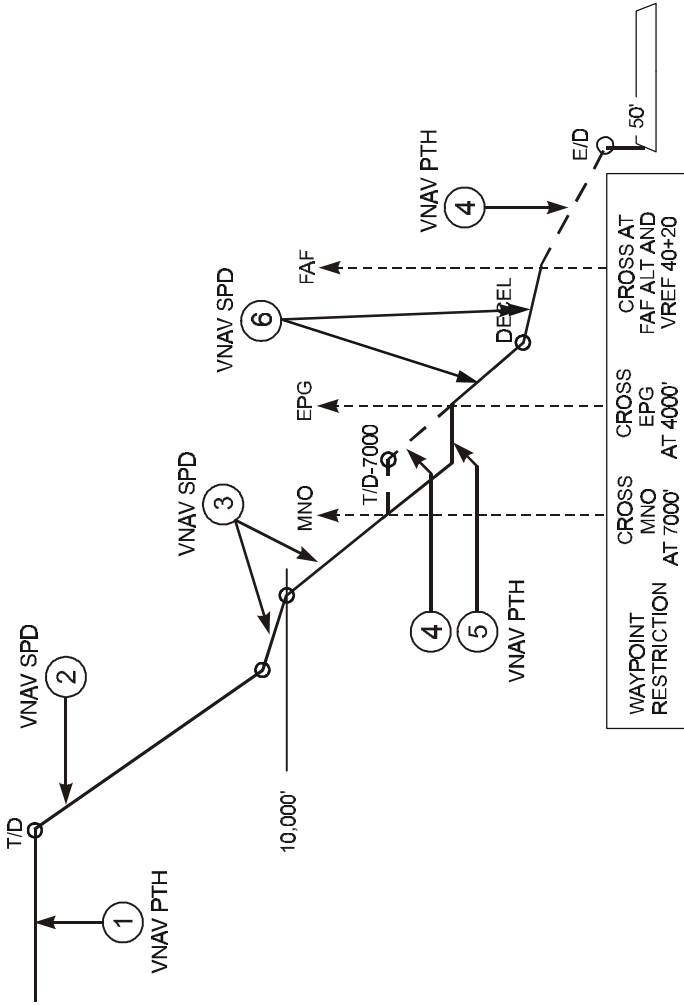 T/D
VNAV SPD
2
1
VNAV PTH
VNAV SPD
3
10,000'
MNO
EPG
VNAV SPD
6
FAF
T/D-7000
4
5
VNAV PTH
DECEL
VNAV PTH
4
E/D
50'
WAYPOINT
RESTRICTION
CROSS
MNO
AT 7000'
CROSS
EPG
AT 4000'
CROSS AT
FAF ALT AND
VREF 40+20